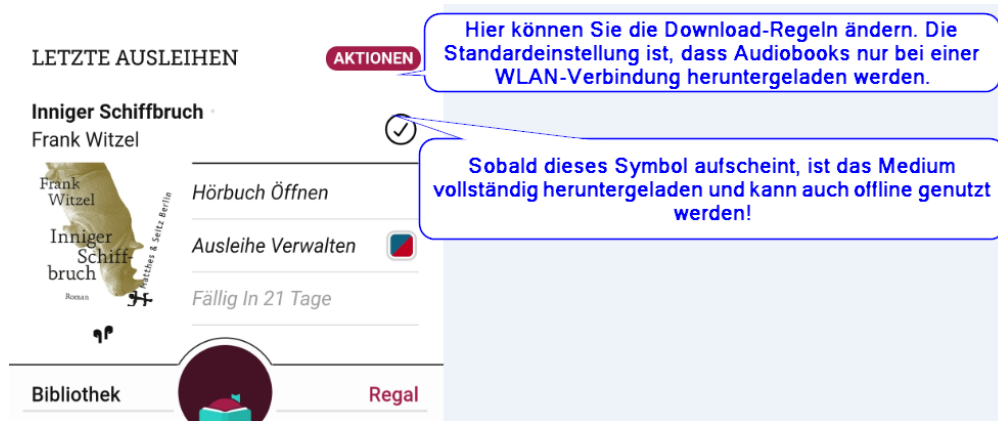 LETZTE AUSLEIHEN
AKTIONEN
Hier können Sie die Download-Regeln ändern. Die
Standardeinstellung ist, dass Audiobooks nur bei einer
WLAN-Verbindung heruntergeladen werden.
Inniger Schiffbruch
Frank Witzel
Sobald dieses Symbol aufscheint, ist das Medium
vollständig heruntergeladen und kann auch offline genutzt
werden!
Frank
Witzel
Inniger
Schiff-
bruch
Roman
Matthes & Seitz Berlin
Hörbuch Öffnen
Ausleihe Verwalten
Fällig In 21 Tage
Bibliothek
Regal